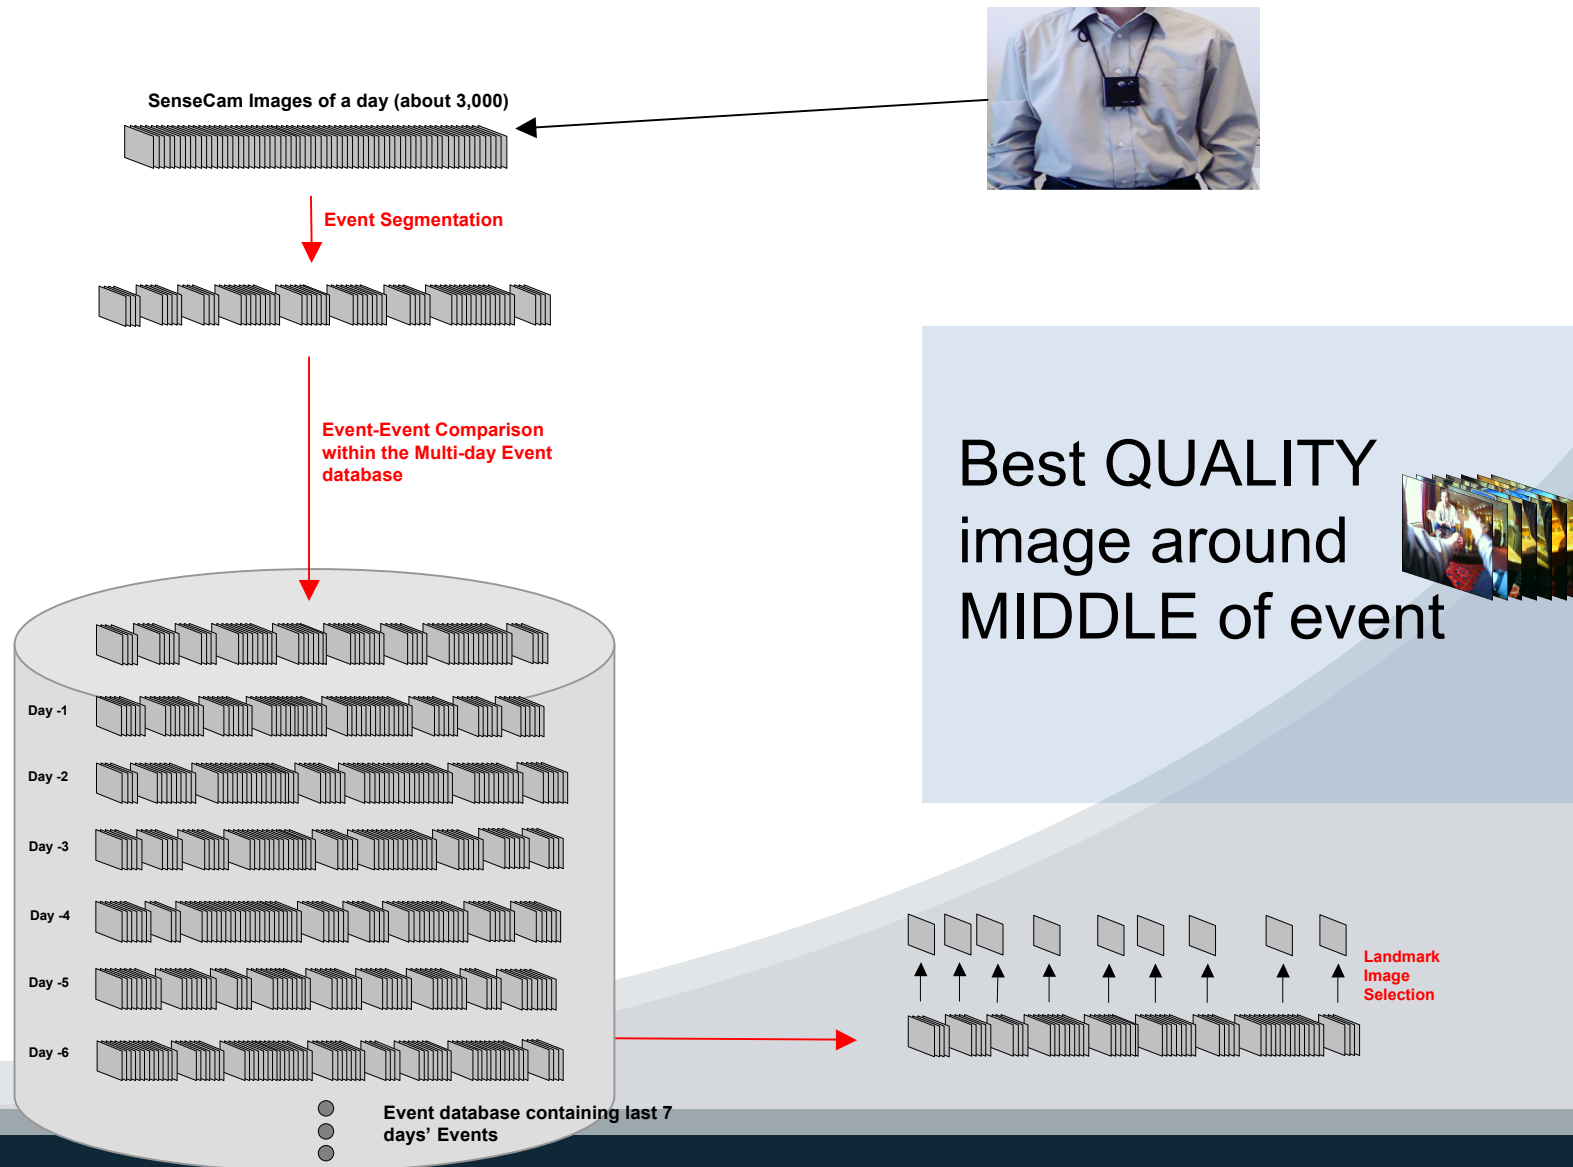 SenseCam Images of a day (about 3,000)
Event Segmentation
Event-Event Comparison
within the Multi-day Event
database
Best QUALITY
image around
MIDDLE of event
Day -1
Day -2
Day -3
Day -4
Day -5
Day -6
Landmark
Image
Selection
Event database containing last 7
days’ Events